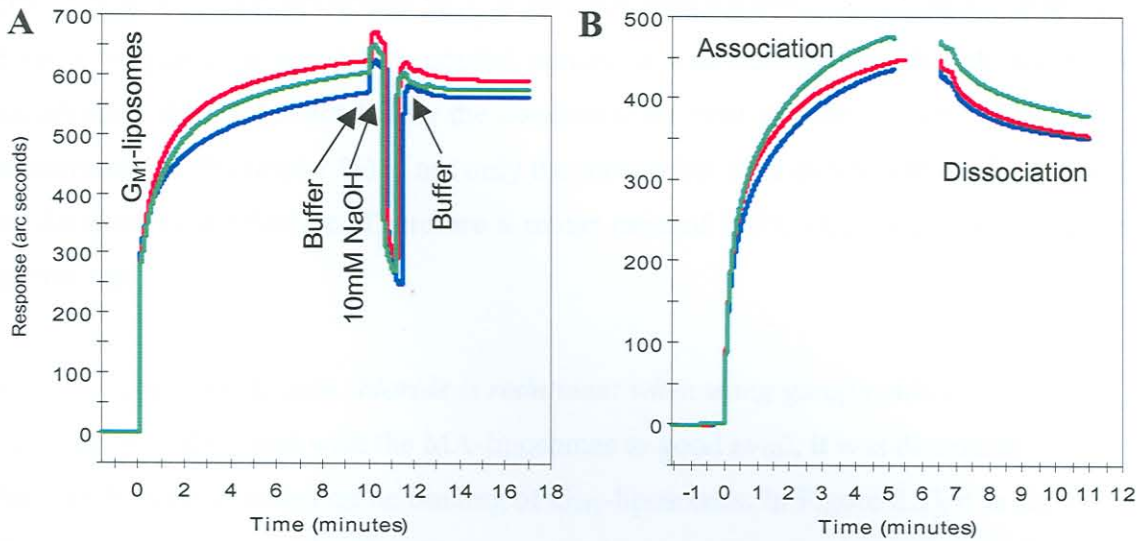 A
700
600
500
400
300
200
100
0
Response (arc seconds)
GM1-liposomes
Buffer
10mM NaOH
Buffer
0 2 4 6 8 10 12 14 16 18
Time (minutes)
B
500
400
300
200
100
0
Association
Dissociation
-1 0 1 2 3 5 6 7 8 9 10 11 12
Time (minutes)